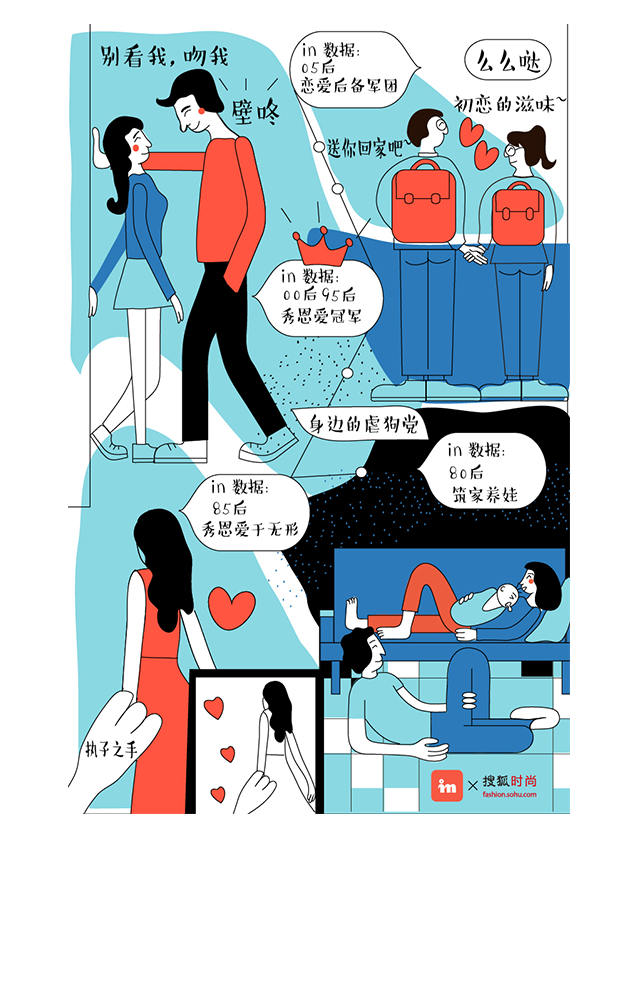 别看我，吻我
壁咚
in 数据:
05后
恋爱后备军团
么么哒
初恋的滋味~
送你回家吧~
in 数据:
00后95后
秀恩爱冠军
身边的虐狗党
in 数据:
80后
筑家养娃
in 数据:
85后
秀恩爱于无形
执子之手
in × 搜狐时尚
fashion.sohu.com